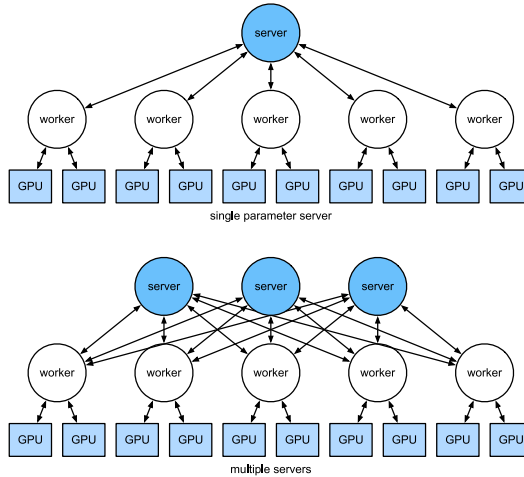 server
worker worker worker worker worker
GPU GPU GPU GPU GPU GPU GPU GPU GPU GPU
single parameter server
server server server
worker worker worker worker worker
GPU GPU GPU GPU GPU GPU GPU GPU GPU GPU
multiple servers